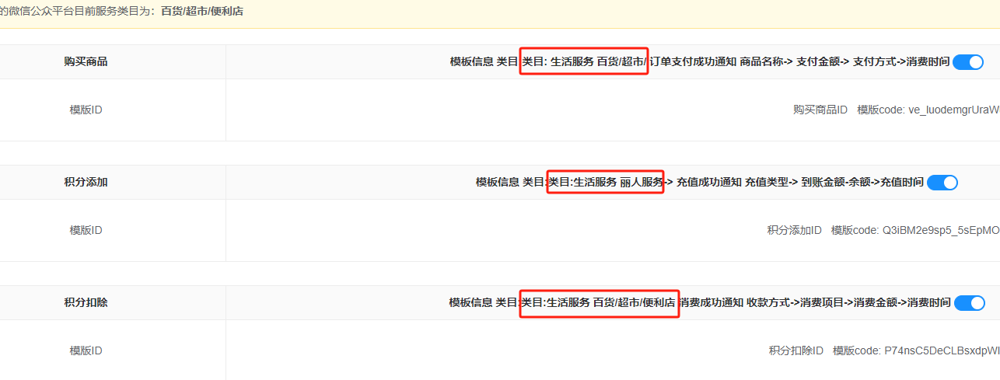 的微信公众平台目前服务类目为：百货/超市/便利店
购买商品 模板信息 类目:类目: 生活服务 百货/超市/ 订单支付成功通知 商品名称-> 支付金额-> 支付方式->消费时间
模版ID 购买商品ID 模版code: ve_luodemgrUraW
积分添加 模板信息 类目:类目:生活服务 丽人服务-> 充值成功通知 充值类型-> 到账金额-余额->充值时间
模版ID 积分添加ID 模版code: Q3iBM2e9sp5_5sEpMO
积分扣除 模板信息 类目:类目:生活服务 百货/超市/便利店 消费成功通知 收款方式->消费项目->消费金额->消费时间
模版ID 积分扣除ID 模版code: P74nsC5DeCLBsxdpWI